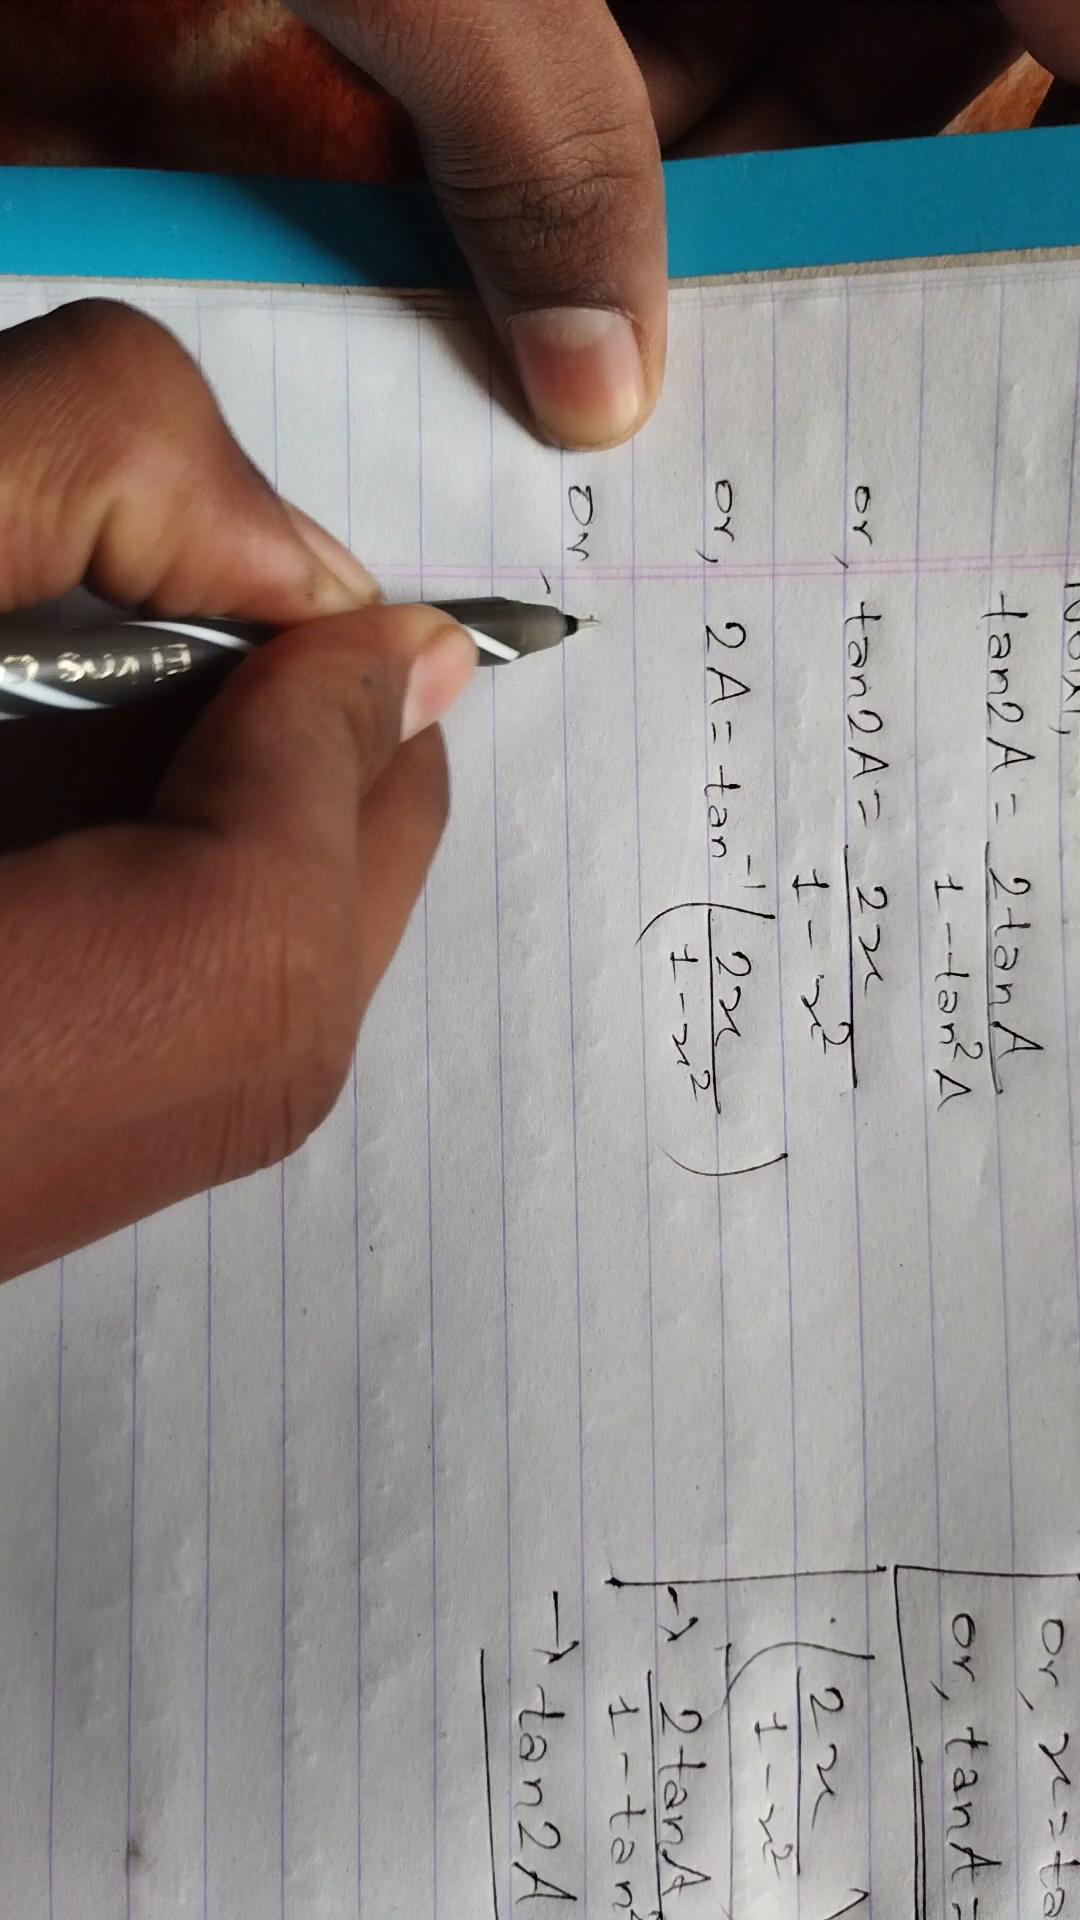 tan2A = 2tanA / 1 - tan²A
or, tan2A = 2x / 1 - x²
or, 2A = tan⁻¹ ( 2x / 1 - x² )
or
or, x = ta
or, tanA =
( 2x / 1 - x²
→ 2tanA / 1 - tan²
→ tan2A